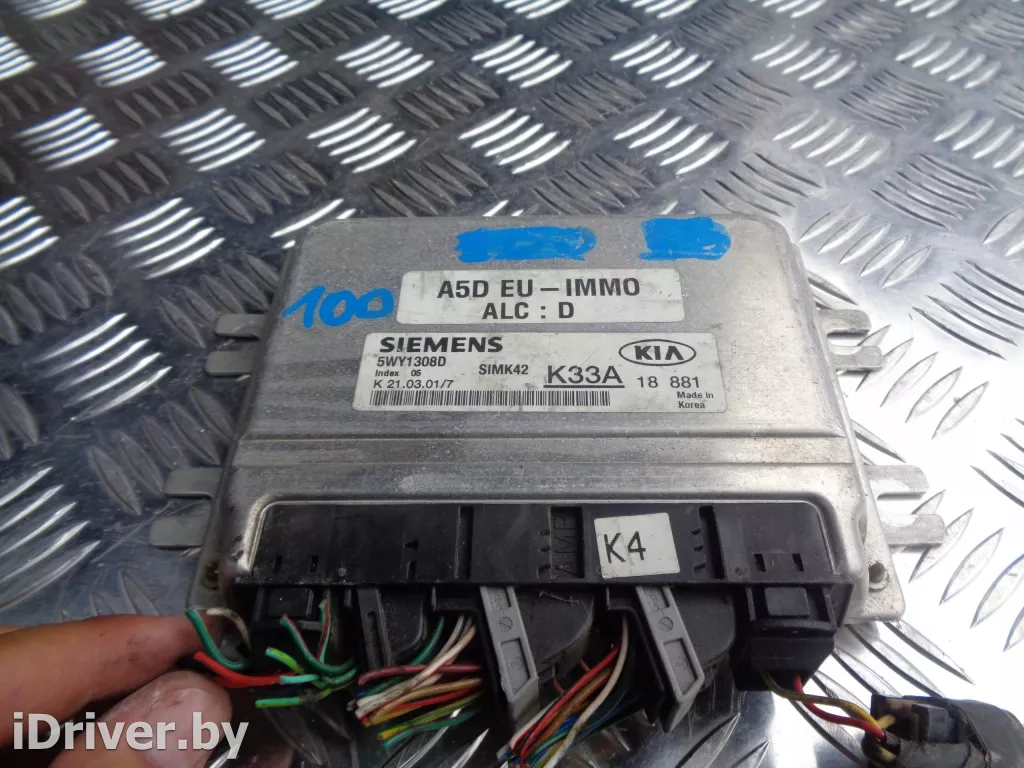 100
A5D EU-IMMO
ALC : D
SIEMENS
5WY1308D
Index 05
SIMK42
K 21.03.01/7
K33A
KIA
18 881
Made in
Korea
AMP
K4
iDriver.by